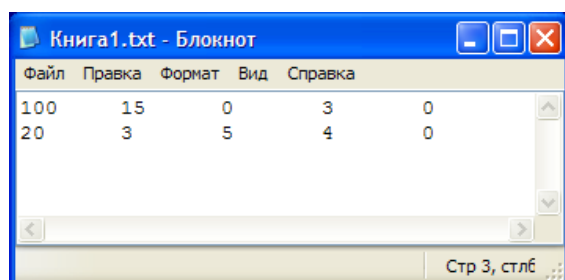 Книга1.txt - Блокнот
Файл Правка Формат Вид Справка
100 15 0 3 0
20 3 5 4 0
Стр 3, стлб